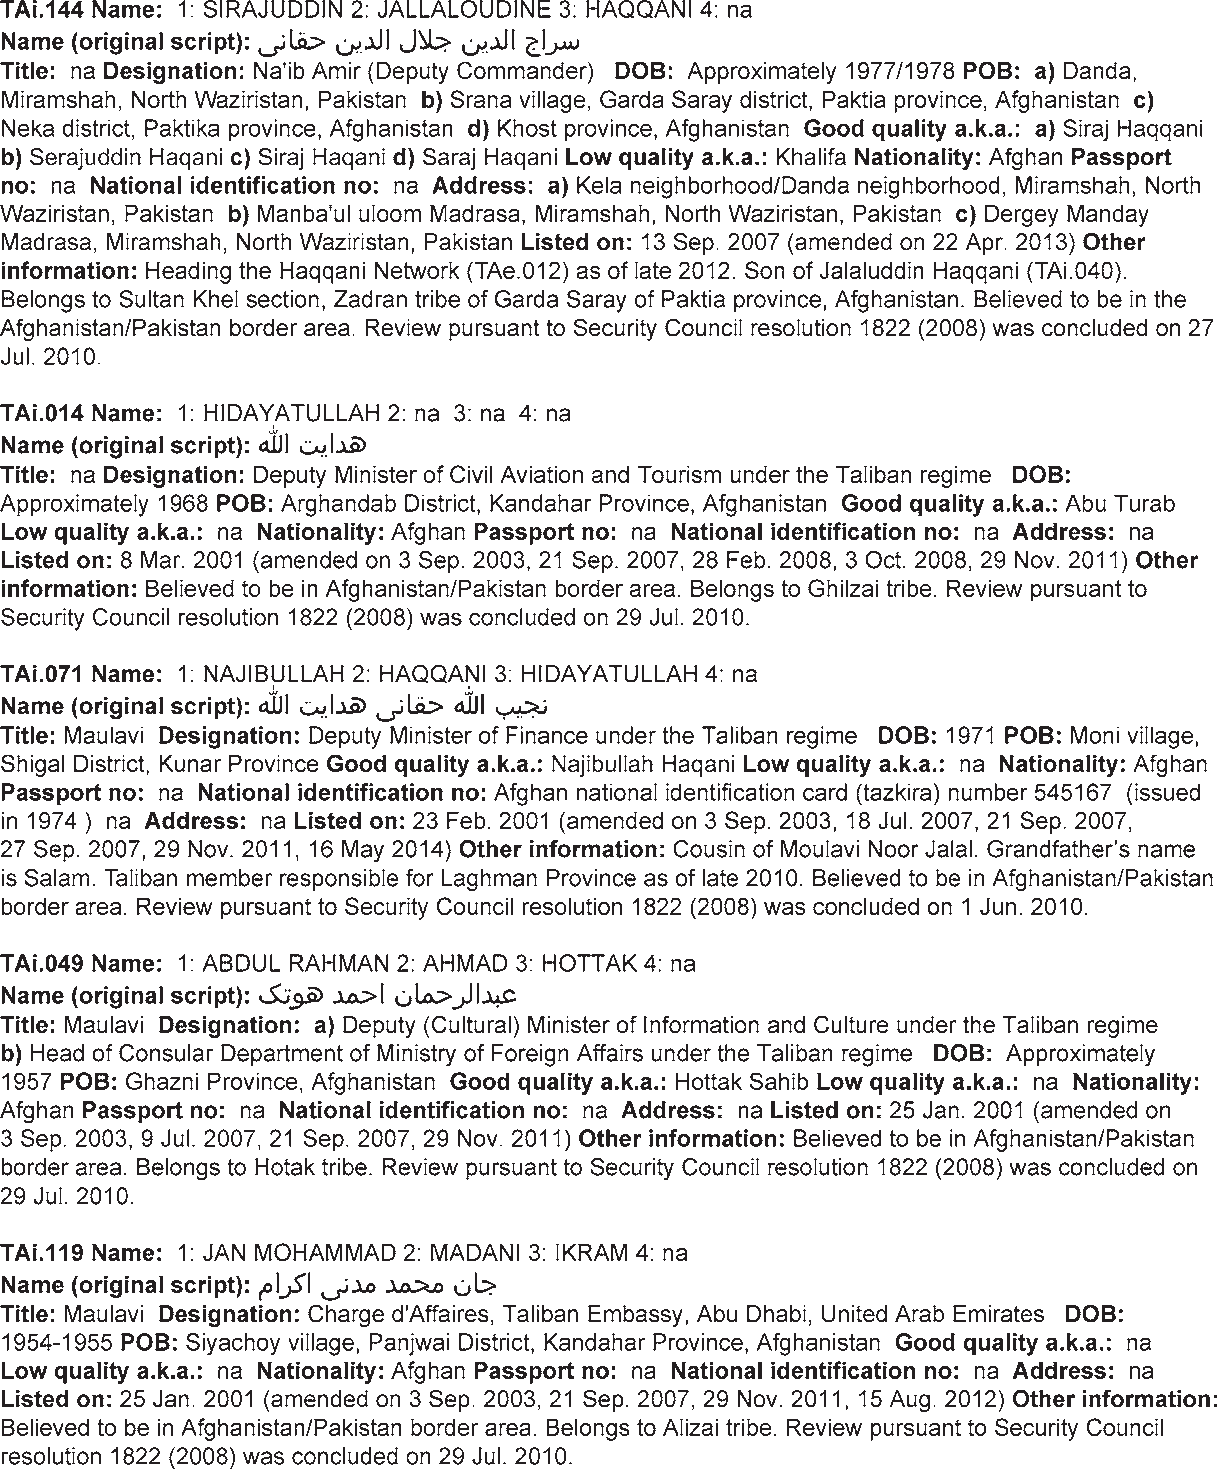 TAi.144 Name: 1: SIRAJUDDIN 2: JALLALOUDINE 3: HAQQANI 4: na
Name (original script): سراج الدين جلال الدين حقانى
Title: na Designation: Na'ib Amir (Deputy Commander) DOB: Approximately 1977/1978 POB: a) Danda,
Miramshah, North Waziristan, Pakistan b) Srana village, Garda Saray district, Paktia province, Afghanistan c)
Neka district, Paktika province, Afghanistan d) Khost province, Afghanistan Good quality a.k.a.: a) Siraj Haqqani
b) Serajuddin Haqani c) Siraj Haqani d) Saraj Haqani Low quality a.k.a.: Khalifa Nationality: Afghan Passport
no: na National identification no: na Address: a) Kela neighborhood/Danda neighborhood, Miramshah, North
Waziristan, Pakistan b) Manba'ul uloom Madrasa, Miramshah, North Waziristan, Pakistan c) Dergey Manday
Madrasa, Miramshah, North Waziristan, Pakistan Listed on: 13 Sep. 2007 (amended on 22 Apr. 2013) Other
information: Heading the Haqqani Network (TAe.012) as of late 2012. Son of Jalaluddin Haqqani (TAi.040).
Belongs to Sultan Khel section, Zadran tribe of Garda Saray of Paktia province, Afghanistan. Believed to be in the
Afghanistan/Pakistan border area. Review pursuant to Security Council resolution 1822 (2008) was concluded on 27
Jul. 2010.
TAi.014 Name: 1: HIDAYATULLAH 2: na 3: na 4: na
Name (original script): هدايت الله
Title: na Designation: Deputy Minister of Civil Aviation and Tourism under the Taliban regime DOB:
Approximately 1968 POB: Arghandab District, Kandahar Province, Afghanistan Good quality a.k.a.: Abu Turab
Low quality a.k.a.: na Nationality: Afghan Passport no: na National identification no: na Address: na
Listed on: 8 Mar. 2001 (amended on 3 Sep. 2003, 21 Sep. 2007, 28 Feb. 2008, 3 Oct. 2008, 29 Nov. 2011) Other
information: Believed to be in Afghanistan/Pakistan border area. Belongs to Ghilzai tribe. Review pursuant to
Security Council resolution 1822 (2008) was concluded on 29 Jul. 2010.
TAi.071 Name: 1: NAJIBULLAH 2: HAQQANI 3: HIDAYATULLAH 4: na
Name (original script): نجيب الله حقانى هدايت الله
Title: Maulavi Designation: Deputy Minister of Finance under the Taliban regime DOB: 1971 POB: Moni village,
Shigal District, Kunar Province Good quality a.k.a.: Najibullah Haqani Low quality a.k.a.: na Nationality: Afghan
Passport no: na National identification no: Afghan national identification card (tazkira) number 545167 (issued
in 1974 ) na Address: na Listed on: 23 Feb. 2001 (amended on 3 Sep. 2003, 18 Jul. 2007, 21 Sep. 2007,
27 Sep. 2007, 29 Nov. 2011, 16 May 2014) Other information: Cousin of Moulavi Noor Jalal. Grandfather's name
is Salam. Taliban member responsible for Laghman Province as of late 2010. Believed to be in Afghanistan/Pakistan
border area. Review pursuant to Security Council resolution 1822 (2008) was concluded on 1 Jun. 2010.
TAi.049 Name: 1: ABDUL RAHMAN 2: AHMAD 3: HOTTAK 4: na
Name (original script): عبدالرحمان احمد هوتک
Title: Maulavi Designation: a) Deputy (Cultural) Minister of Information and Culture under the Taliban regime
b) Head of Consular Department of Ministry of Foreign Affairs under the Taliban regime DOB: Approximately
1957 POB: Ghazni Province, Afghanistan Good quality a.k.a.: Hottak Sahib Low quality a.k.a.: na Nationality:
Afghan Passport no: na National identification no: na Address: na Listed on: 25 Jan. 2001 (amended on
3 Sep. 2003, 9 Jul. 2007, 21 Sep. 2007, 29 Nov. 2011) Other information: Believed to be in Afghanistan/Pakistan
border area. Belongs to Hotak tribe. Review pursuant to Security Council resolution 1822 (2008) was concluded on
29 Jul. 2010.
TAi.119 Name: 1: JAN MOHAMMAD 2: MADANI 3: IKRAM 4: na
Name (original script): جان محمد مدنى اكرام
Title: Maulavi Designation: Charge d'Affaires, Taliban Embassy, Abu Dhabi, United Arab Emirates DOB:
1954-1955 POB: Siyachoy village, Panjwai District, Kandahar Province, Afghanistan Good quality a.k.a.: na
Low quality a.k.a.: na Nationality: Afghan Passport no: na National identification no: na Address: na
Listed on: 25 Jan. 2001 (amended on 3 Sep. 2003, 21 Sep. 2007, 29 Nov. 2011, 15 Aug. 2012) Other information:
Believed to be in Afghanistan/Pakistan border area. Belongs to Alizai tribe. Review pursuant to Security Council
resolution 1822 (2008) was concluded on 29 Jul. 2010.